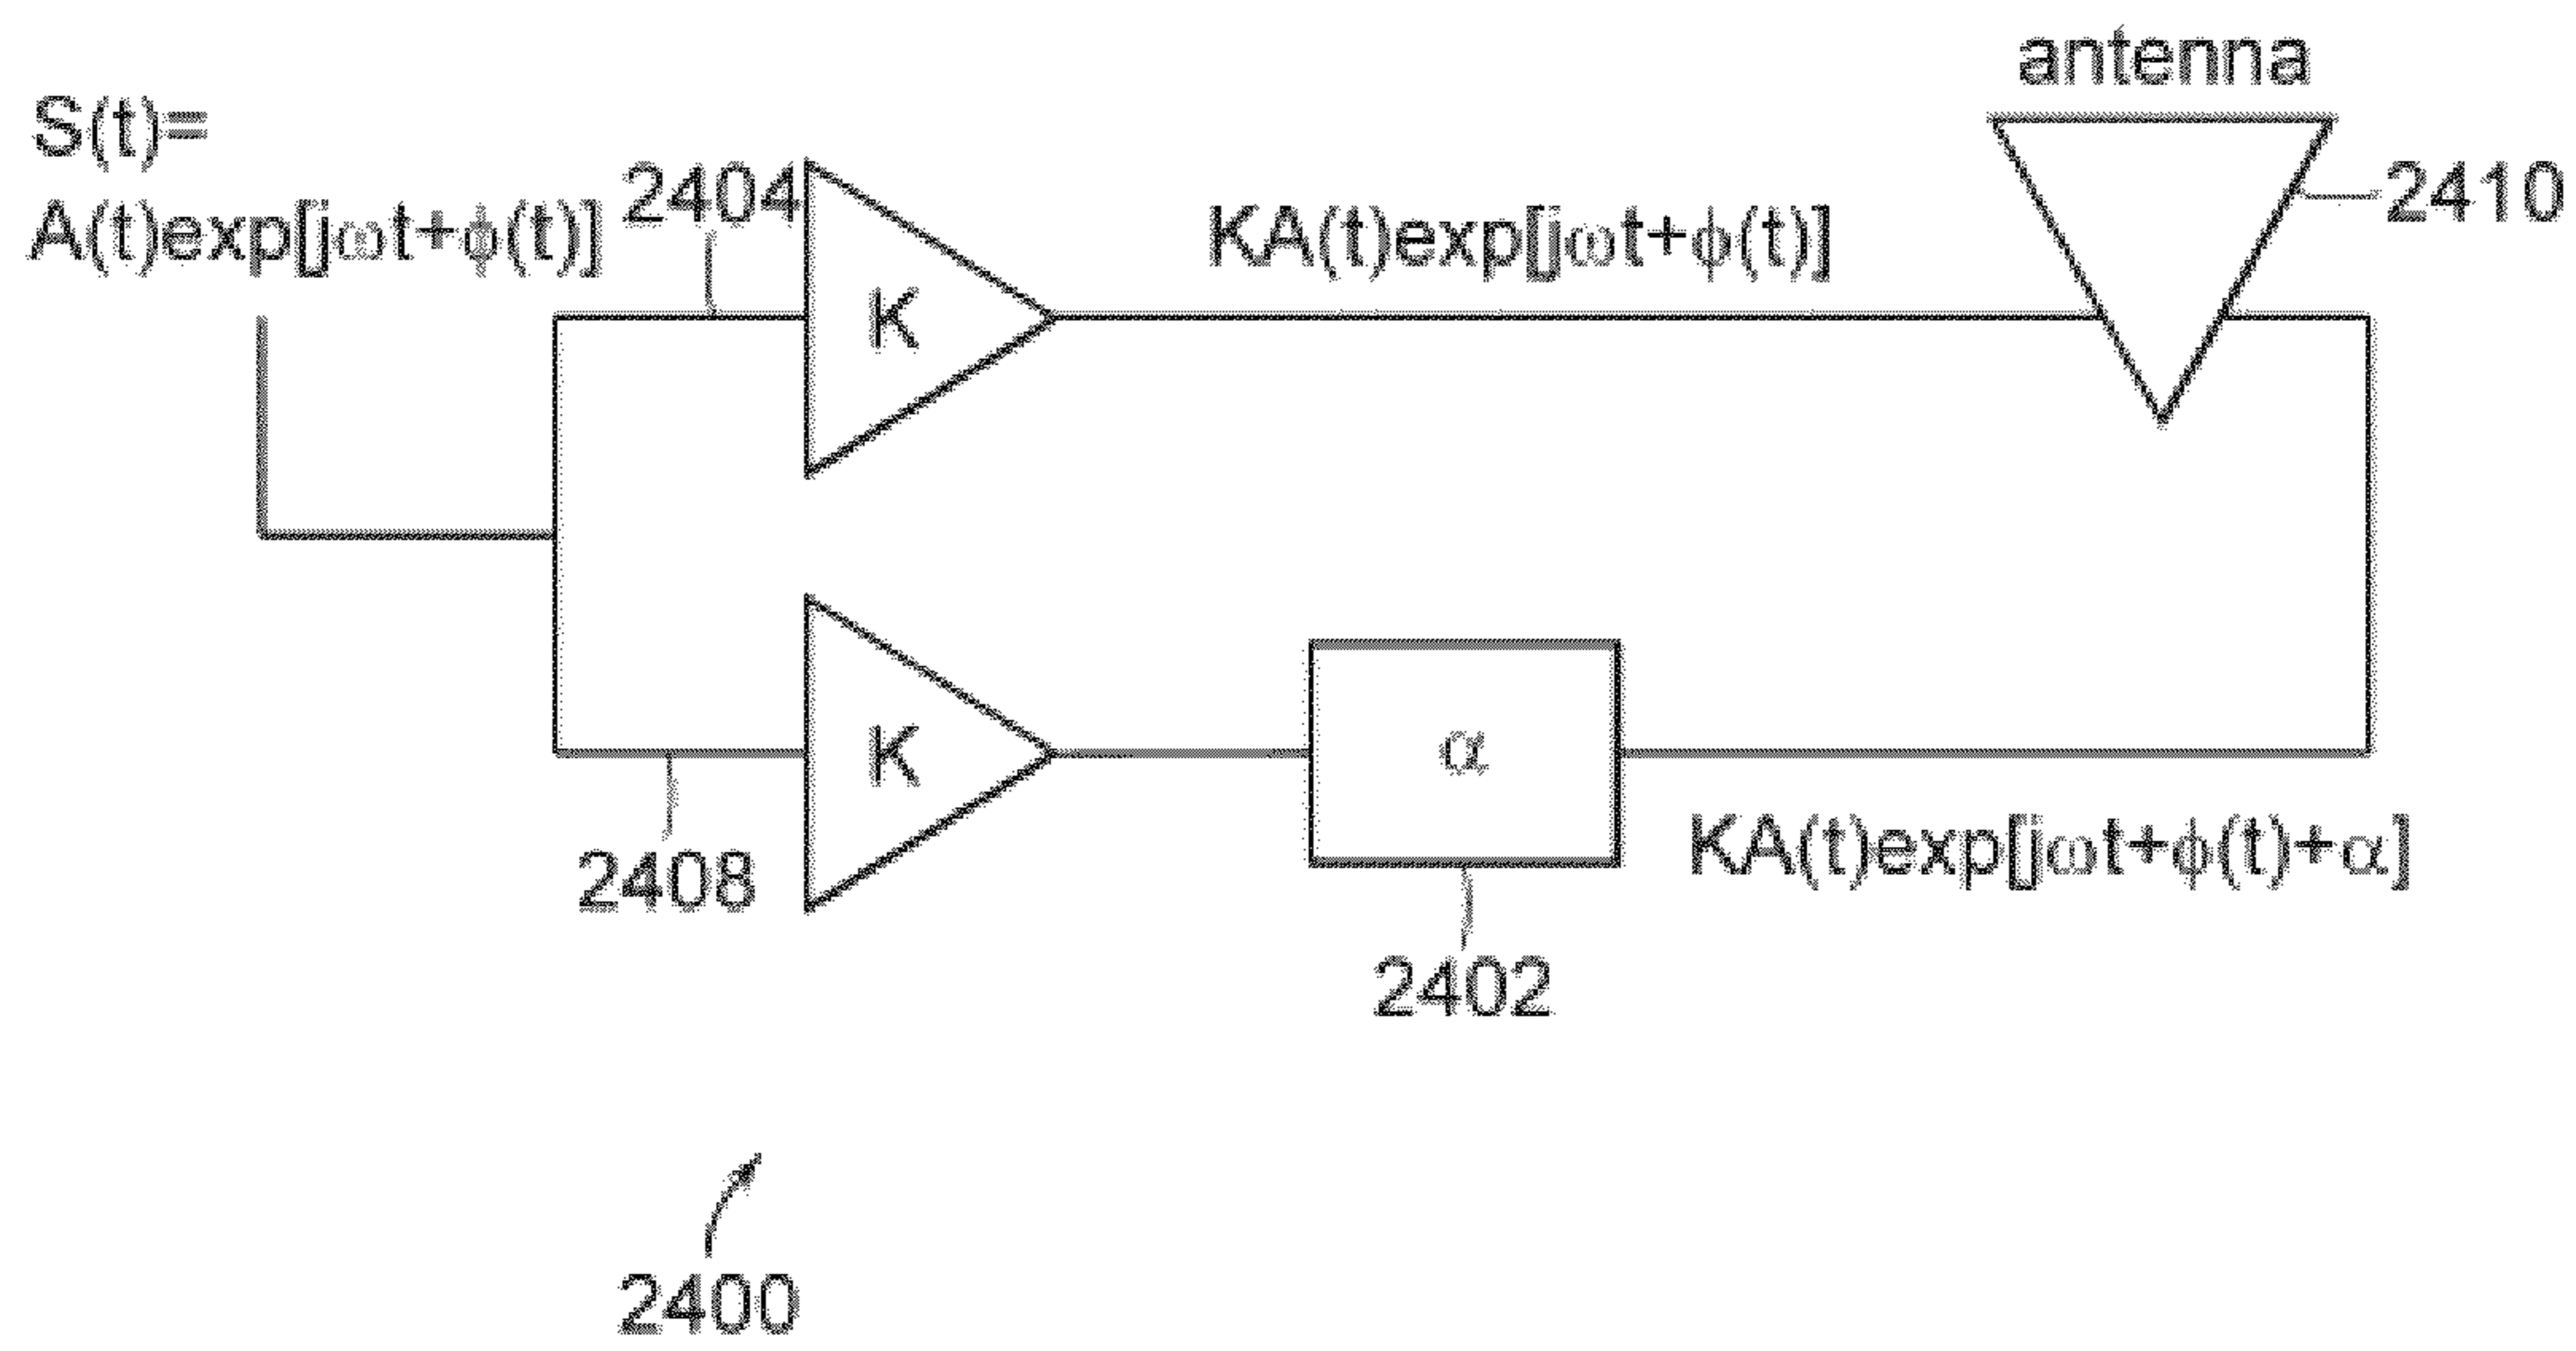 antenna
S(t)=
A(t)exp[jωt+ϕ(t)]
2404
KA(t)exp[jωt+ϕ(t)]
2410
K
K
α
KA(t)exp[jωt+ϕ(t)+α]
2408
2402
2400